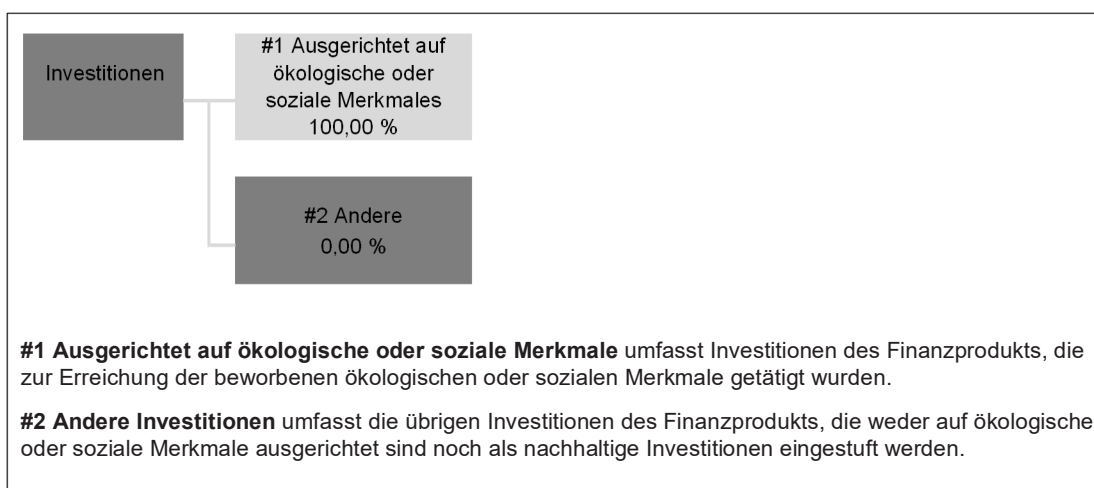 Investitionen
#1 Ausgerichtet auf
ökologische oder
soziale Merkmales
100,00 %
#2 Andere
0,00 %
#1 Ausgerichtet auf ökologische oder soziale Merkmale umfasst Investitionen des Finanzprodukts, die
zur Erreichung der beworbenen ökologischen oder sozialen Merkmale getätigt wurden.
#2 Andere Investitionen umfasst die übrigen Investitionen des Finanzprodukts, die weder auf ökologische
oder soziale Merkmale ausgerichtet sind noch als nachhaltige Investitionen eingestuft werden.